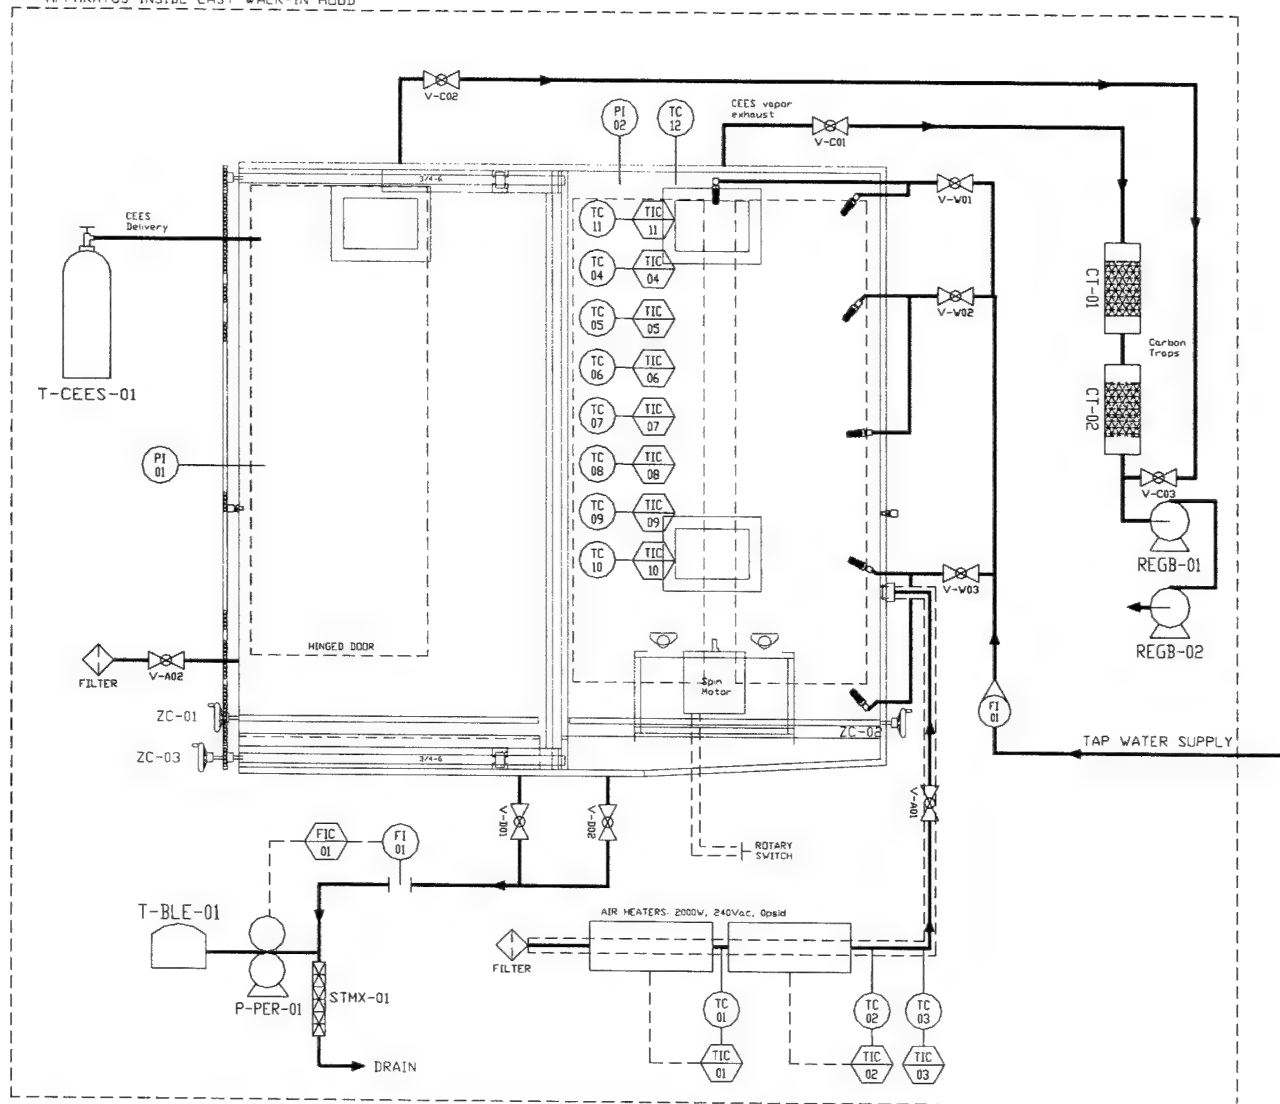 APPARATUS INSIDE EAST WALK-IN HOOD
V-C02
PI
02
TC
12
CEES vapor
exhaust
V-C01
3/4-6
V-W01
CEES
Delivery
TC
11
TIC
11
TC
04
TIC
04
CT-01
V-W02
TC
05
TIC
05
Carbon
Traps
TC
06
TIC
06
T-CEES-01
CT-02
TC
07
TIC
07
PI
01
TC
08
TIC
08
V-C03
TC
09
TIC
09
TC
10
TIC
10
REGB-01
V-W03
HINGED DOOR
REGB-02
FILTER
V-A02
Spin
Motor
ZC-01
FI
01
ZC-02
TAP WATER SUPPLY
ZC-03
3/4-6
V-D01
V-D02
V-A01
FIC
01
FI
01
ROTARY
SWITCH
T-BLE-01
AIR HEATERS: 2000W, 240Vac, 0psid
FILTER
P-PER-01
STMX-01
TC
01
TC
02
TC
03
TIC
01
TIC
02
TIC
03
DRAIN